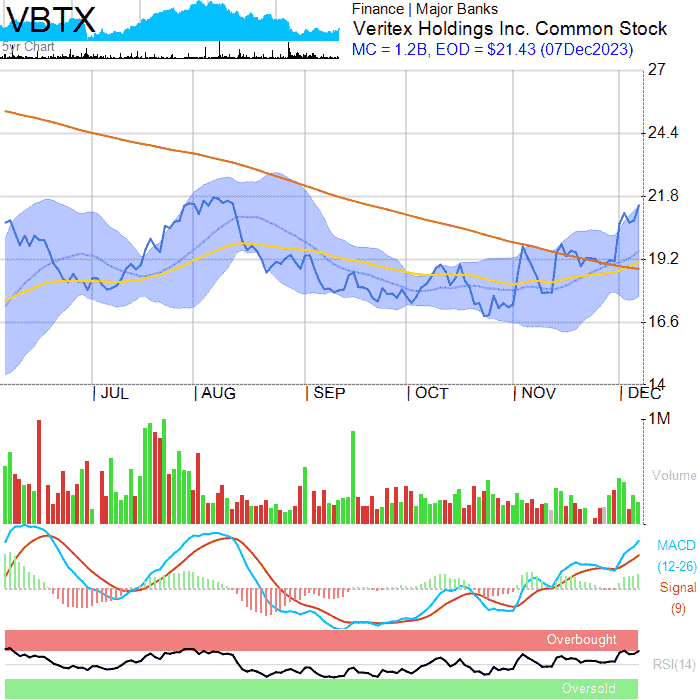 VBTX
5yr Chart
Finance | Major Banks
Veritex Holdings Inc. Common Stock
MC = 1.2B, EOD = $21.43 (07Dec2023)
27
24.4
21.8
19.2
16.6
14
| JUL | AUG | SEP | OCT | NOV | DEC
1M
Volume
MACD
(12-26)
Signal
(9)
Overbought
RSI(14)
Oversold